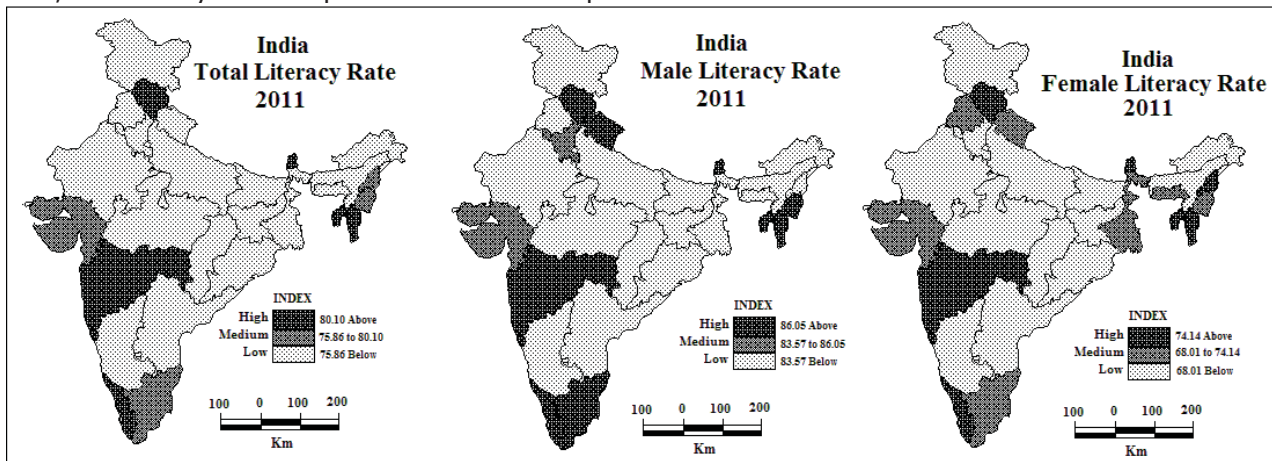 India
Total Literacy Rate
2011
INDEX
High 80.10 Above
Medium 75.86 to 80.10
Low 75.86 Below
100 0 100 200
Km
India
Male Literacy Rate
2011
INDEX
High 86.05 Above
Medium 83.57 to 86.05
Low 83.57 Below
100 0 100 200
Km
India
Female Literacy Rate
2011
INDEX
High 74.14 Above
Medium 68.01 to 74.14
Low 68.01 Below
100 0 100 200
Km